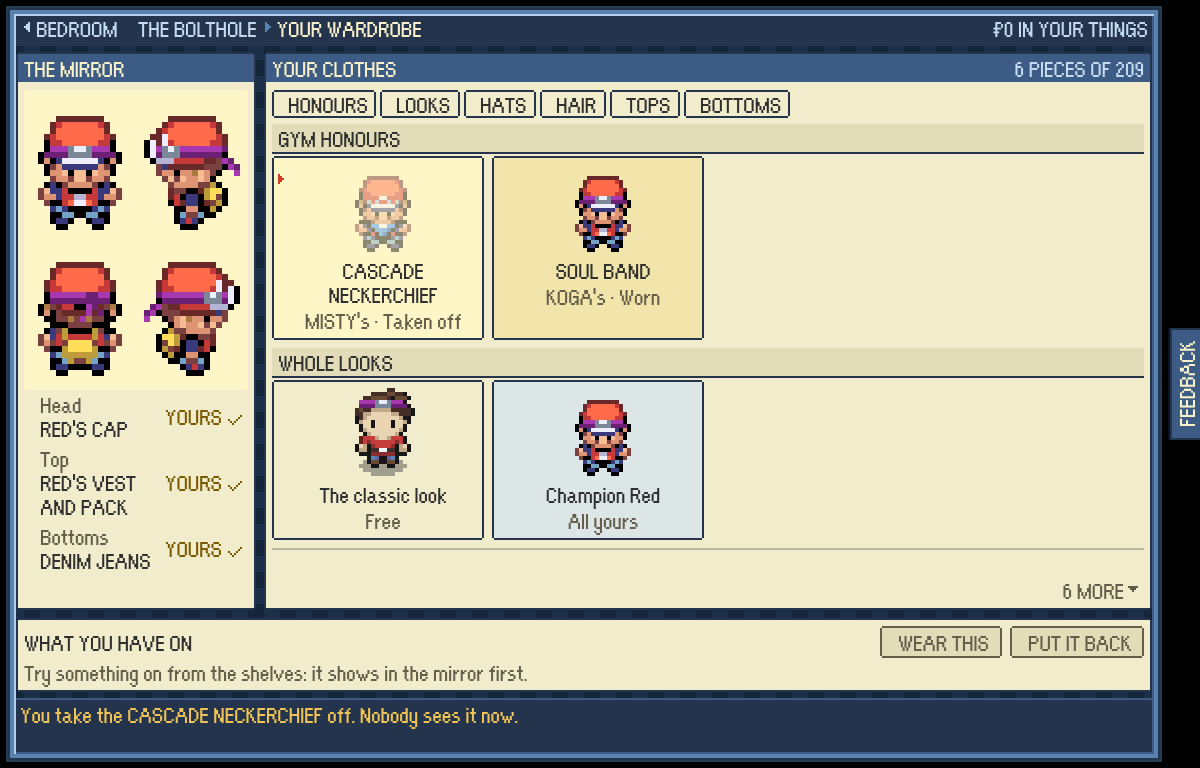 BEDROOM THE BOLTHOLE YOUR WARDROBE ₽0 IN YOUR THINGS
THE MIRROR
YOUR CLOTHES 6 PIECES OF 209
HONOURS LOOKS HATS HAIR TOPS BOTTOMS
GYM HONOURS
CASCADE
NECKERCHIEF
MISTY's · Taken off
SOUL BAND
KOGA's · Worn
WHOLE LOOKS
The classic look
Free
Champion Red
All yours
6 MORE
Head
RED'S CAP
YOURS
Top
RED'S VEST
AND PACK
YOURS
Bottoms
DENIM JEANS
YOURS
WHAT YOU HAVE ON
WEAR THIS PUT IT BACK
Try something on from the shelves: it shows in the mirror first.
You take the CASCADE NECKERCHIEF off. Nobody sees it now.
FEEDBACK